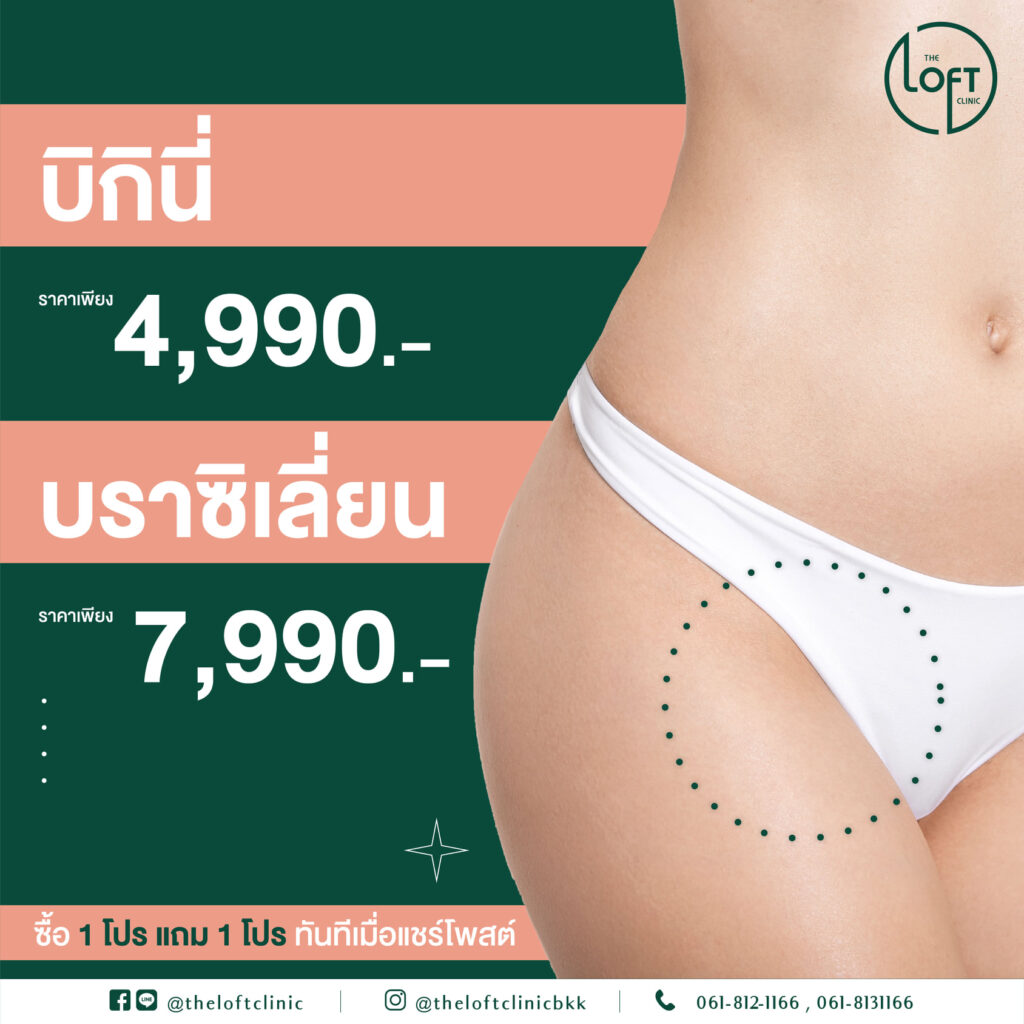 THE
LOFT
CLINIC
บิกินี่
ราคาเพียง 4,990.-
บราซิเลี่ยน
ราคาเพียง 7,990.-
ซื้อ 1 โปร แถม 1 โปร ทันทีเมื่อแชร์โพสต์
LINE @theloftclinic @theloftclinicbkk 061-812-1166 , 061-8131166